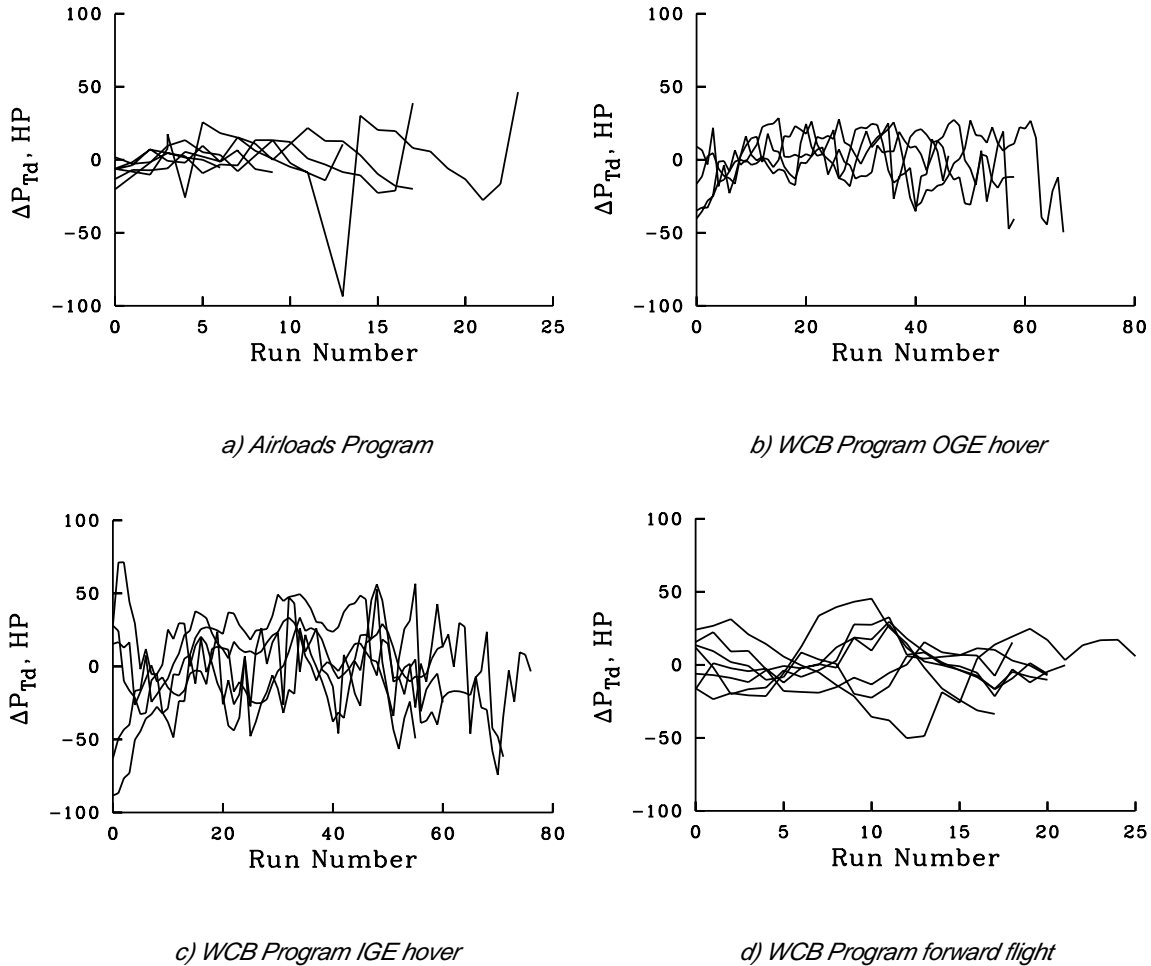 100
50
0
−50
−100
ΔP_Td, HP
0 5 10 15 20 25
Run Number
a) Airloads Program
100
50
0
−50
−100
ΔP_Td, HP
0 20 40 60 80
Run Number
b) WCB Program OGE hover
100
50
0
−50
−100
ΔP_Td, HP
0 20 40 60 80
Run Number
c) WCB Program IGE hover
100
50
0
−50
−100
ΔP_Td, HP
0 5 10 15 20 25
Run Number
d) WCB Program forward flight